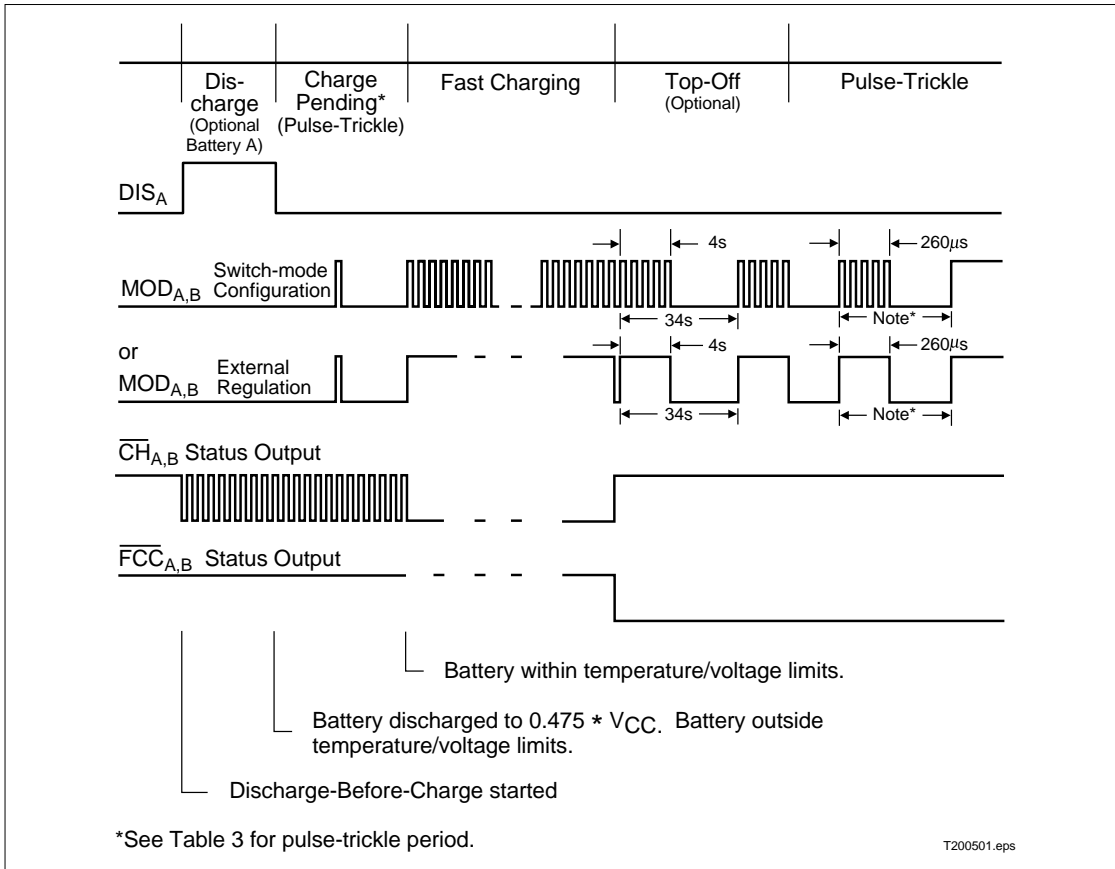 Dis-
charge
(Optional
Battery A)
Charge
Pending*
(Pulse-Trickle)
Fast Charging
Top-Off
(Optional)
Pulse-Trickle
DISA
4s
260µs
MODA,B Switch-mode
Configuration
34s
Note*
or
MODA,B External
Regulation
4s
260µs
34s
Note*
CHA,B Status Output
FCCA,B Status Output
Battery within temperature/voltage limits.
Battery discharged to 0.475 * VCC. Battery outside
temperature/voltage limits.
Discharge-Before-Charge started
*See Table 3 for pulse-trickle period.
T200501.eps